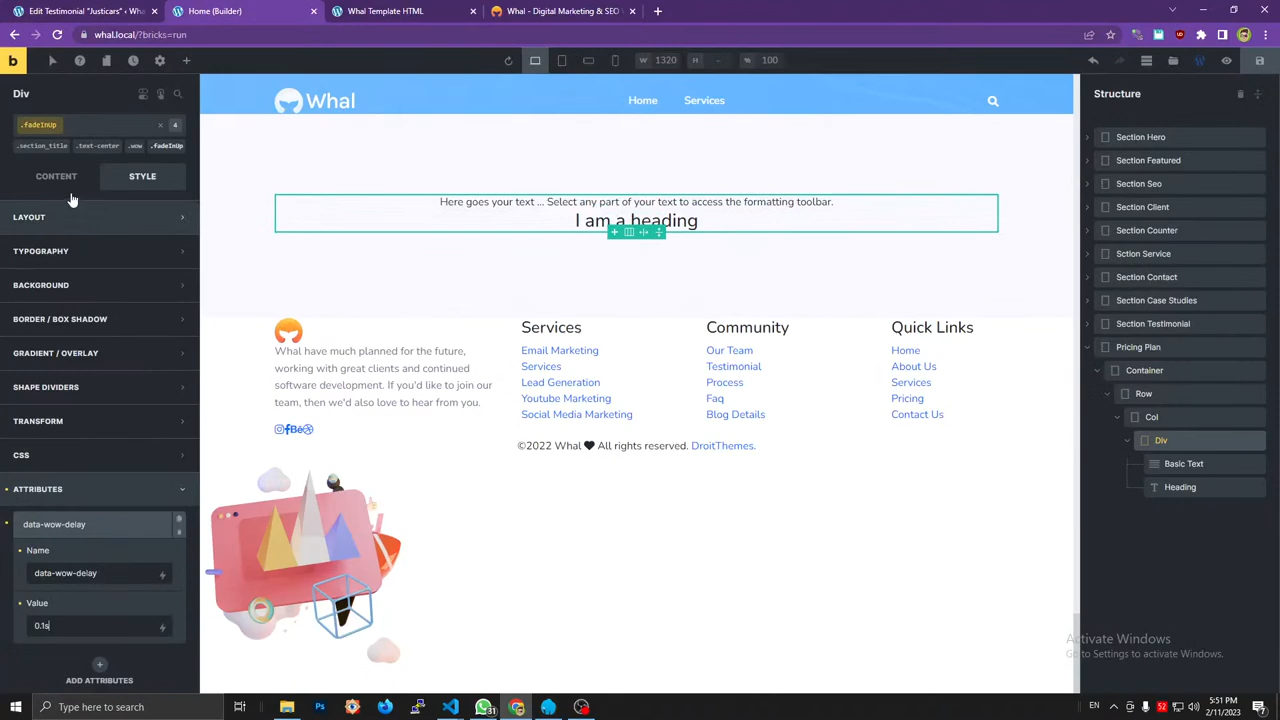 Edit Testimonial “Justicars” ‹ Wha
Home (Builder)
Whal Template HTML
Whal - Digital Marketing & SEO
whal.local/?bricks=run
b
W 1320 H - % 100
Div
.fadeInUp
4
.section_title .text-center .wow .fadeInUp
CONTENT
STYLE
LAYOUT
TYPOGRAPHY
BACKGROUND
BORDER / BOX SHADOW
GRADIENT / OVERLAY
SHAPE DIVIDERS
TRANSFORM
CSS
ATTRIBUTES
data-wow-delay
Name
data-wow-delay
Value
0.1s
ADD ATTRIBUTES
Whal
Home
Services
Here goes your text ... Select any part of your text to access the formatting toolbar.
I am a heading
Whal have much planned for the future,
working with great clients and continued
software development. If you'd like to join our
team, then we'd also love to hear from you.
Services
Email Marketing
Services
Lead Generation
Youtube Marketing
Social Media Marketing
Community
Our Team
Testimonial
Process
Faq
Blog Details
Quick Links
Home
About Us
Services
Pricing
Contact Us
©2022 Whal All rights reserved. DroitThemes.
Structure
Section Hero
Section Featured
Section Seo
Section Client
Section Counter
Sction Service
Section Contact
Section Case Studies
Section Testimonial
Pricing Plan
Container
Row
Col
Div
Basic Text
Heading
Activate Windows
Go to Settings to activate Windows.
Type here to search
31
EN
52
5:51 PM
2/11/2023